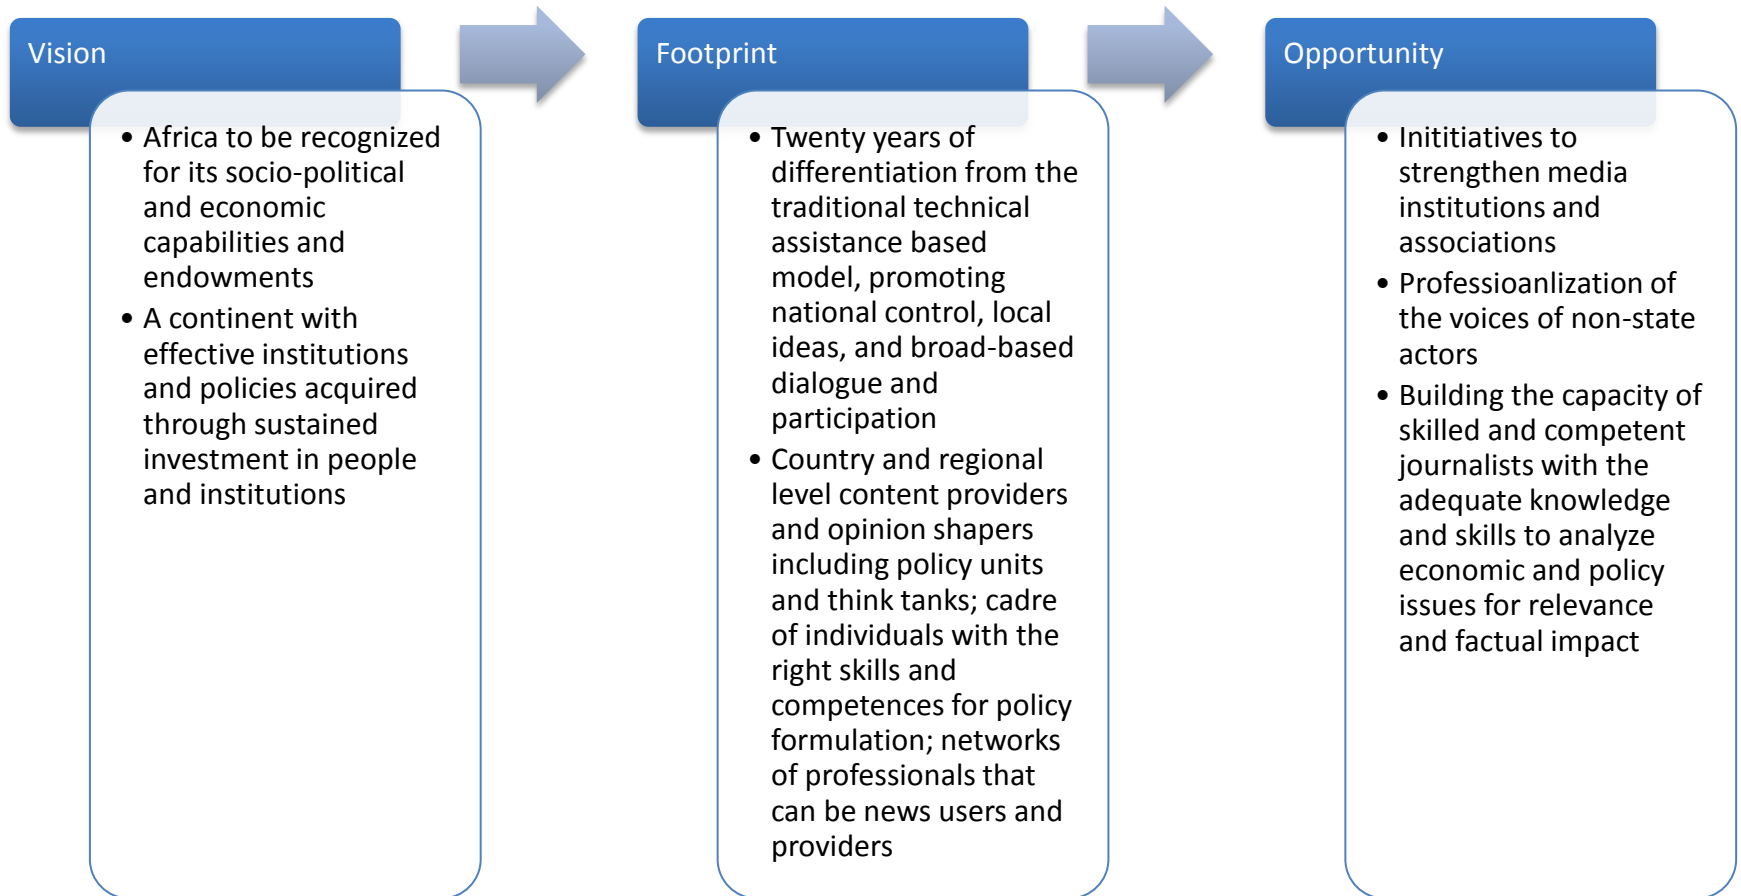 Vision
• Africa to be recognized
for its socio-political
and economic
capabilities and
endowments
• A continent with
effective institutions
and policies acquired
through sustained
investment in people
and institutions
Footprint
• Twenty years of
differentiation from the
traditional technical
assistance based
model, promoting
national control, local
ideas, and broad-based
dialogue and
participation
• Country and regional
level content providers
and opinion shapers
including policy units
and think tanks; cadre
of individuals with the
right skills and
competences for policy
formulation; networks
of professionals that
can be news users and
providers
Opportunity
• Inititiatives to
strengthen media
institutions and
associations
• Professioanlization of
the voices of non-state
actors
• Building the capacity of
skilled and competent
journalists with the
adequate knowledge
and skills to analyze
economic and policy
issues for relevance
and factual impact